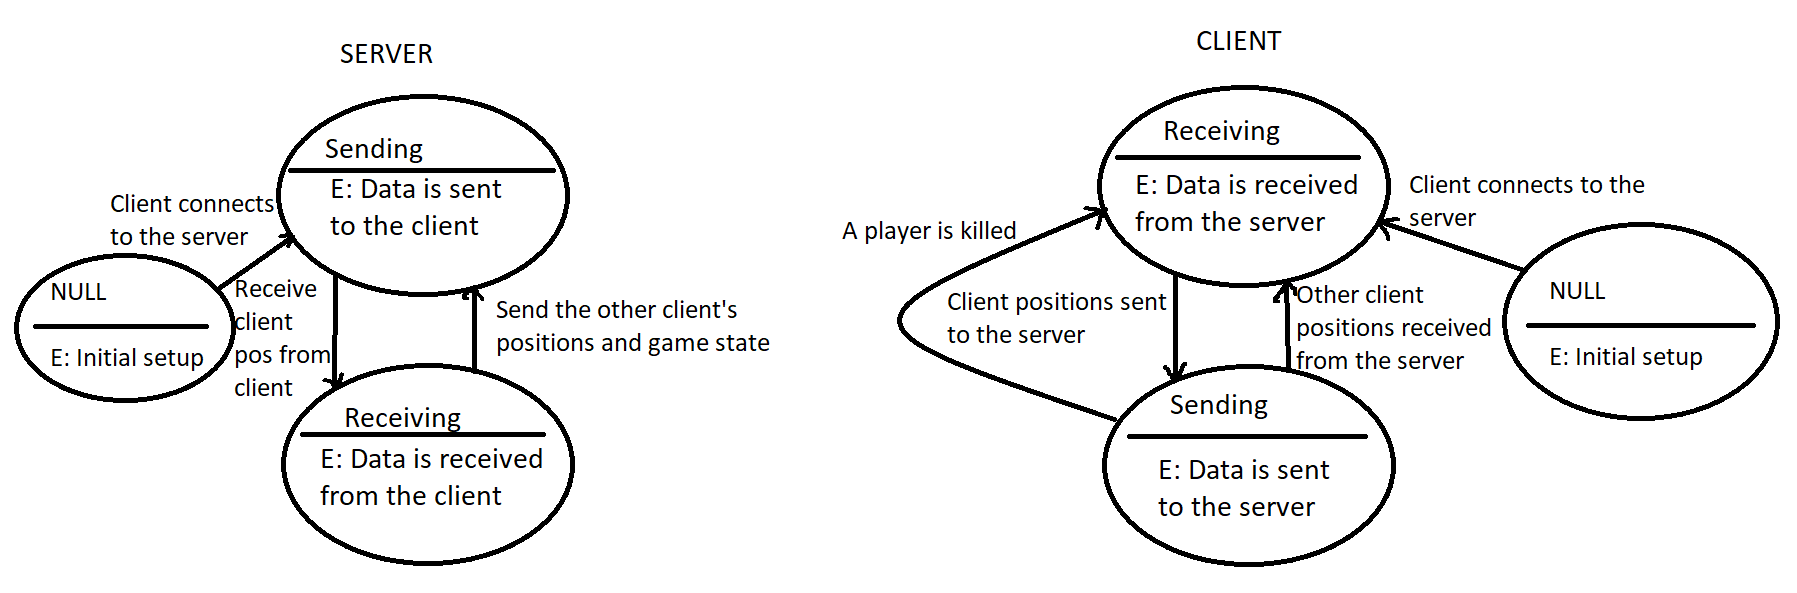 SERVER
Sending
E: Data is sent
to the client
Client connects
to the server
NULL
E: Initial setup
Receive
client
pos from
client
Send the other client's
positions and game state
Receiving
E: Data is received
from the client
CLIENT
Receiving
E: Data is received
from the server
Client connects to the
server
A player is killed
Client positions sent
to the server
Other client
positions received
from the server
NULL
E: Initial setup
Sending
E: Data is sent
to the server